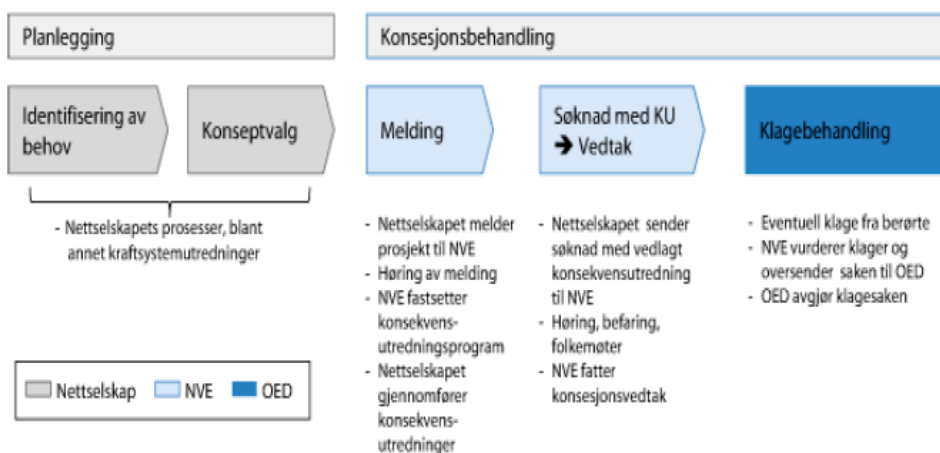 Planlegging
Konsesjonsbehandling
Identifisering av
behov
Konseptvalg
Melding
Søknad med KU
➔ Vedtak
Klagebehandling
- Nettselskapets prosesser, blant
annet kraftsystemutredninger
- Nettselskapet melder
prosjekt til NVE
- Høring av melding
- NVE fastsetter
konsekvens-
utredningsprogram
- Nettselskapet
gjennomfører
konsekvens-
utredninger
- Nettselskapet sender
søknad med vedlagt
konsekvensutredning
til NVE
- Høring, befaring,
folkemøter
- NVE fatter
konsesjonsvedtak
- Eventuell klage fra berørte
- NVE vurderer klager og
oversender saken til OED
- OED avgjør klagesaken
Nettselskap NVE OED